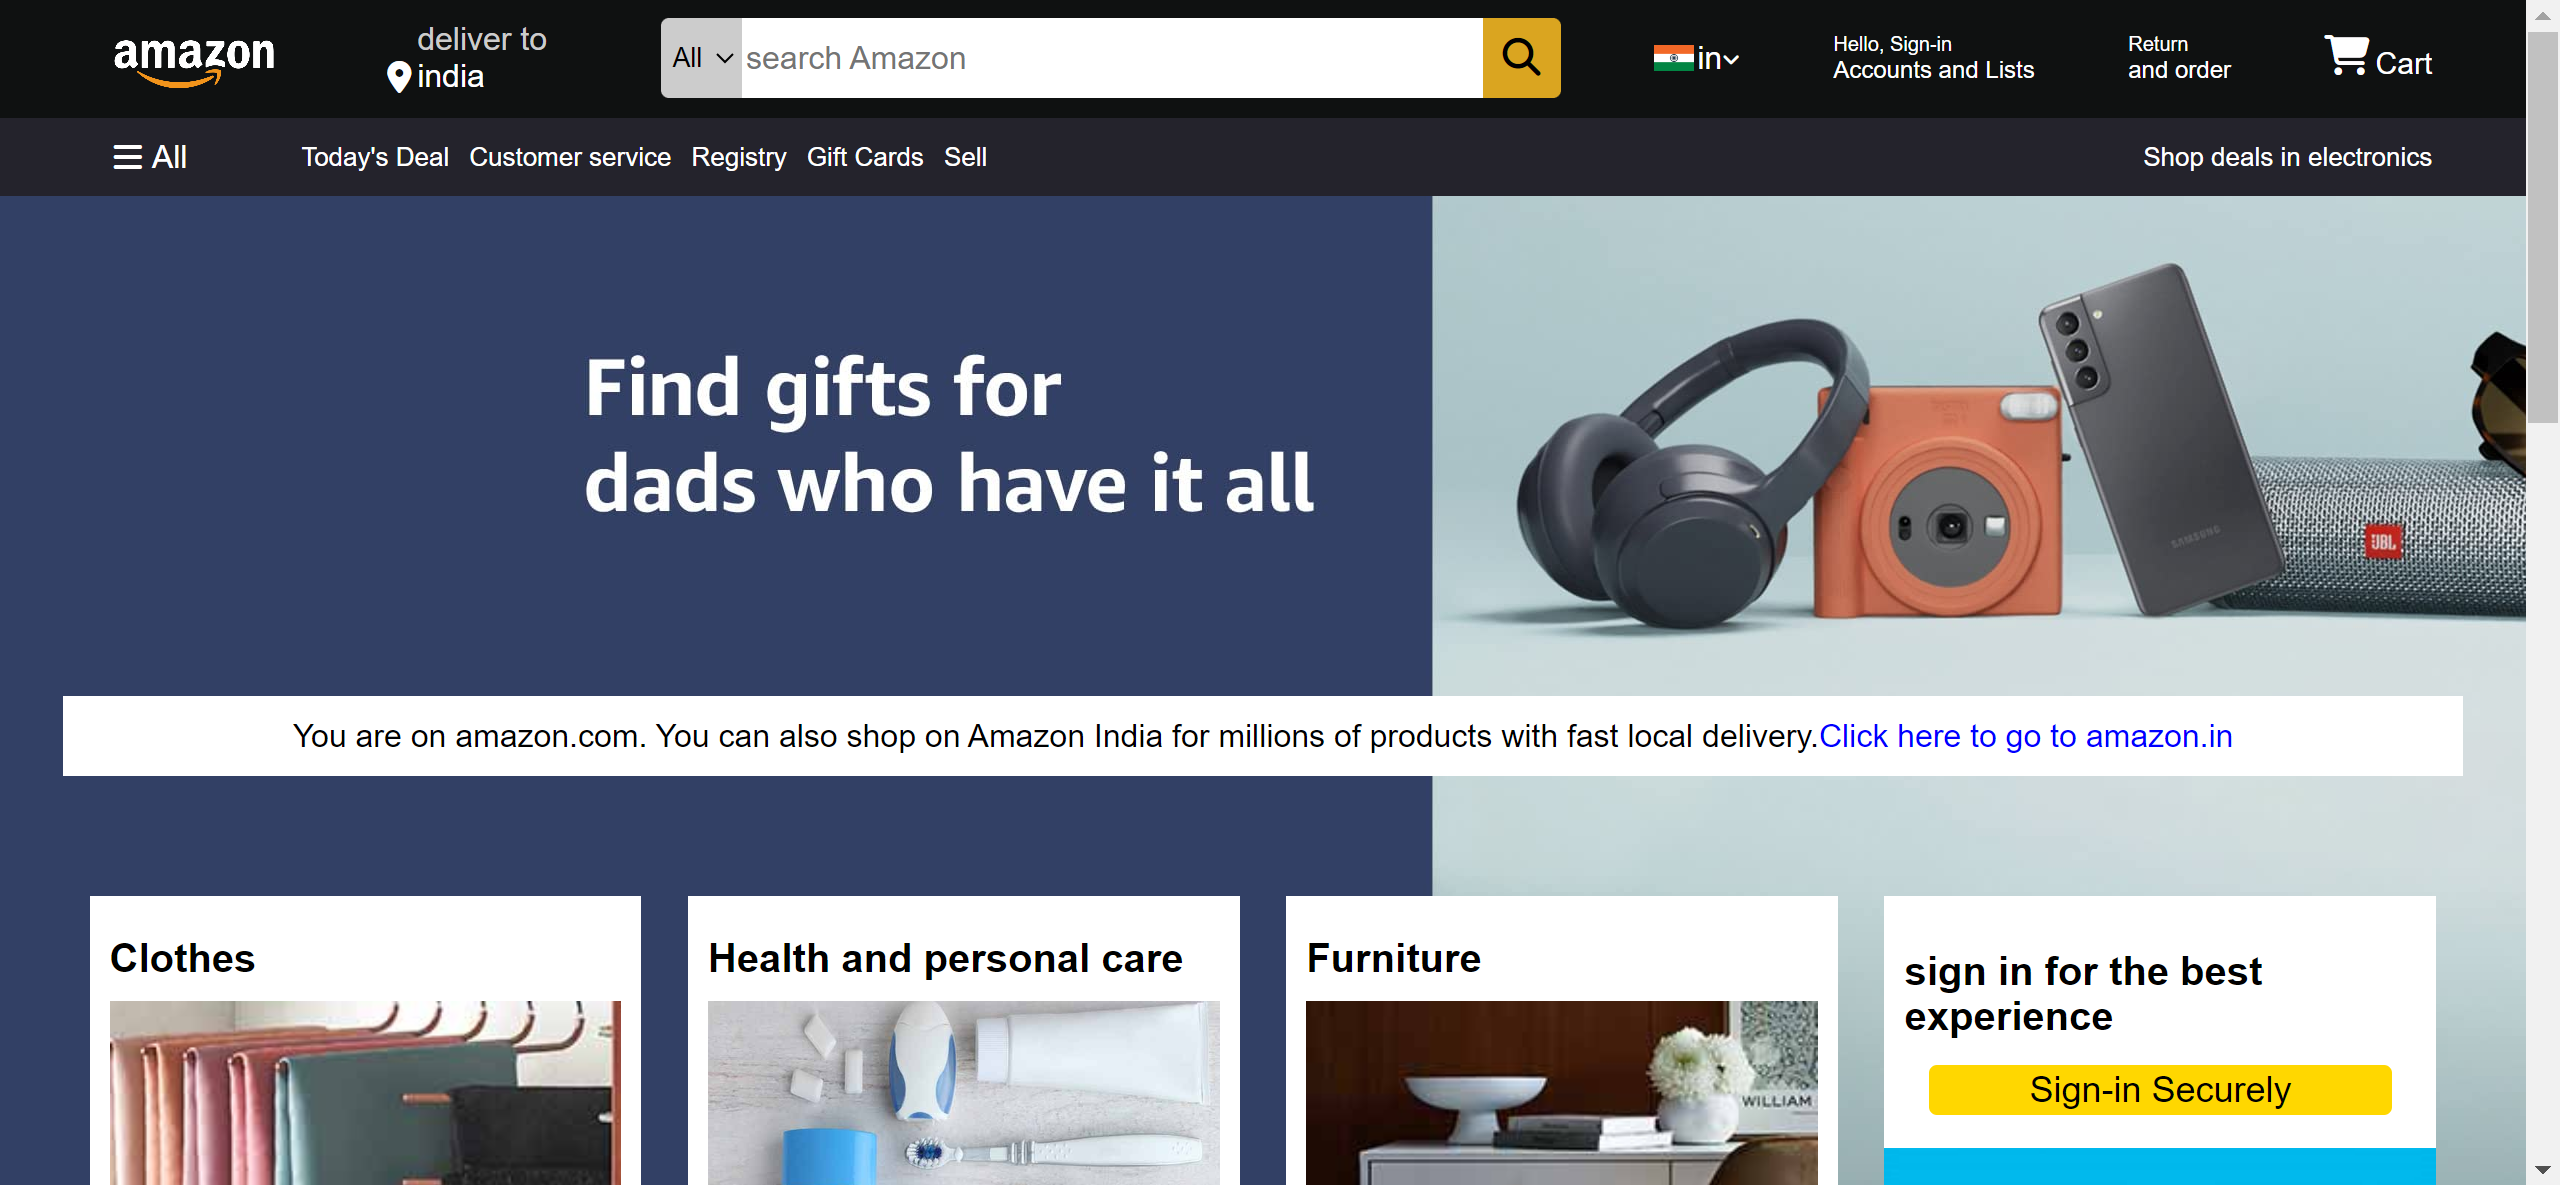 amazon
deliver to
india
All
search Amazon
in
Hello, Sign-in
Accounts and Lists
Return
and order
Cart
All
Today's Deal
Customer service
Registry
Gift Cards
Sell
Shop deals in electronics
Find gifts for
dads who have it all
SAMSUNG
JBL
You are on amazon.com. You can also shop on Amazon India for millions of products with fast local delivery.Click here to go to amazon.in
Clothes
Health and personal care
Furniture
WILLIAM
sign in for the best
experience
Sign-in Securely